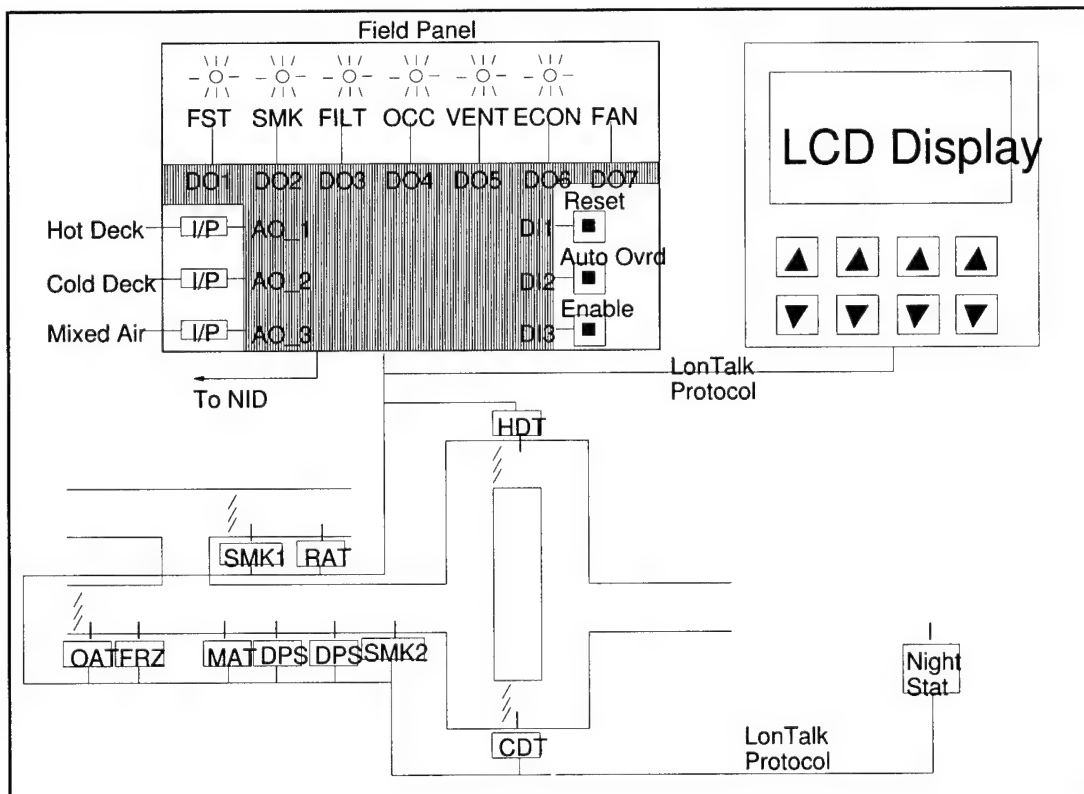 Field Panel
FST SMK FILT OCC VENT ECON FAN
DO1 DO2 DO3 DO4 DO5 DO6 DO7
Reset
Hot Deck I/P AO_1 DI1
Auto Ovrd
Cold Deck I/P AO_2 DI2
Enable
Mixed Air I/P AO_3 DI3
To NID
LCD Display
LonTalk
Protocol
HDT
SMK1 RAT
OAT FRZ MAT DPS DPS SMK2
Night
Stat
CDT
LonTalk
Protocol